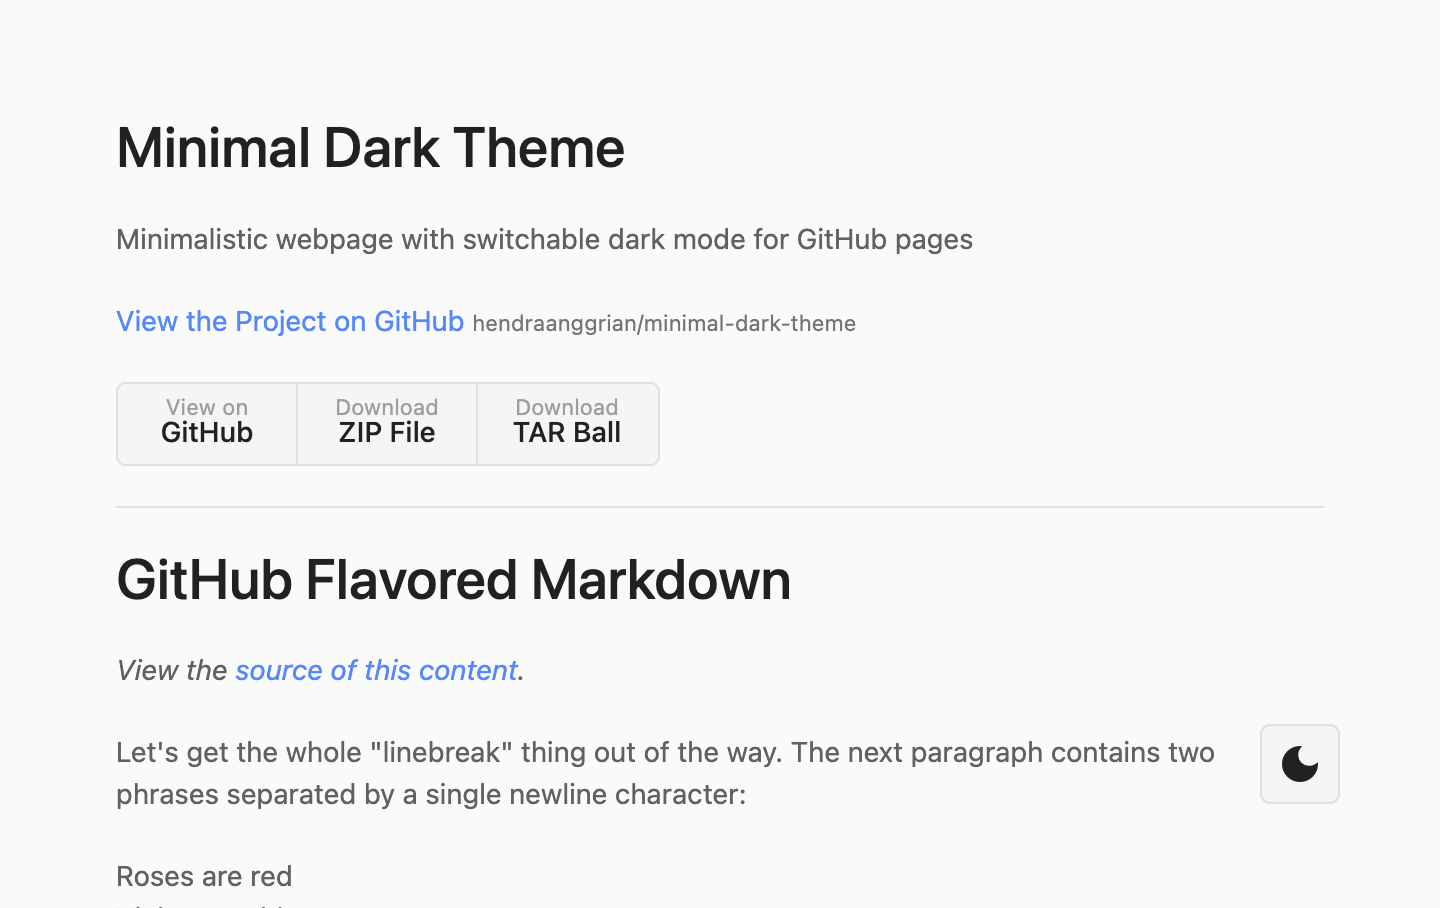 Minimal Dark Theme
Minimalistic webpage with switchable dark mode for GitHub pages
View the Project on GitHub hendraanggrian/minimal-dark-theme
View on
GitHub
Download
ZIP File
Download
TAR Ball
GitHub Flavored Markdown
View the source of this content.
Let's get the whole "linebreak" thing out of the way. The next paragraph contains two
phrases separated by a single newline character:
Roses are red